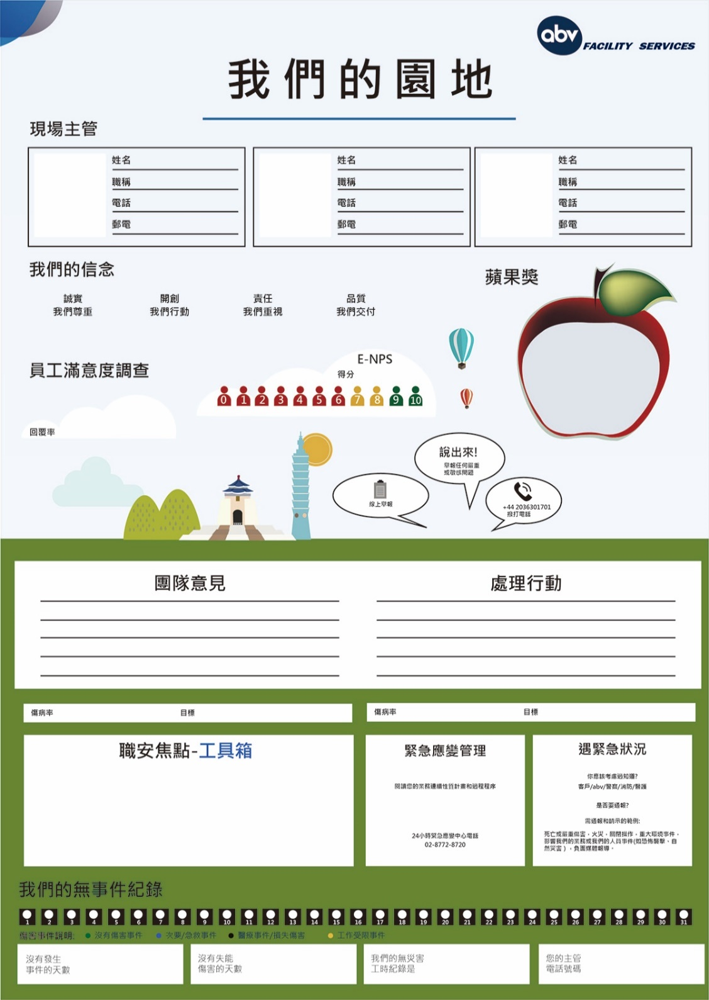 abv FACILITY SERVICES
我們的園地
現場主管
姓名
職稱
電話
郵電
姓名
職稱
電話
郵電
姓名
職稱
電話
郵電
我們的信念
誠實
我們尊重
開創
我們行動
責任
我們重視
品質
我們交付
蘋果獎
員工滿意度調查
回覆率
E-NPS
得分
0 1 2 3 4 5 6 7 8 9 10
說出來!
舉報任何嚴重
或敏感問題
線上舉報
+44 2036301701
撥打電話
團隊意見
處理行動
傷病率 目標
傷病率 目標
職安焦點-工具箱
緊急應變管理
閱讀您的業務連續性質計畫和過程程序
24小時緊急應變中心電話
02-8772-8720
遇緊急狀況
你應該考慮過知道?
客戶/abv/警察/消防/醫護
是否要通報?
需通報和訪示的範例:
死亡或嚴重傷害，火災，關閉操作，重大環境事件，
影響我們的業務或我們的人員事件(如恐怖襲擊、自
然災害），負面媒體報導。
我們的無事件紀錄
1 2 3 4 5 6 7 8 9 10 11 12 13 14 15 16 17 18 19 20 21 22 23 24 25 26 27 28 29 30 31
傷害事件說明: 沒有傷害事件 次要/急救事件 醫療事件/損失傷害 工作受限事件
沒有發生
事件的天數
沒有失能
傷害的天數
我們的無災害
工時紀錄是
您的主管
電話號碼